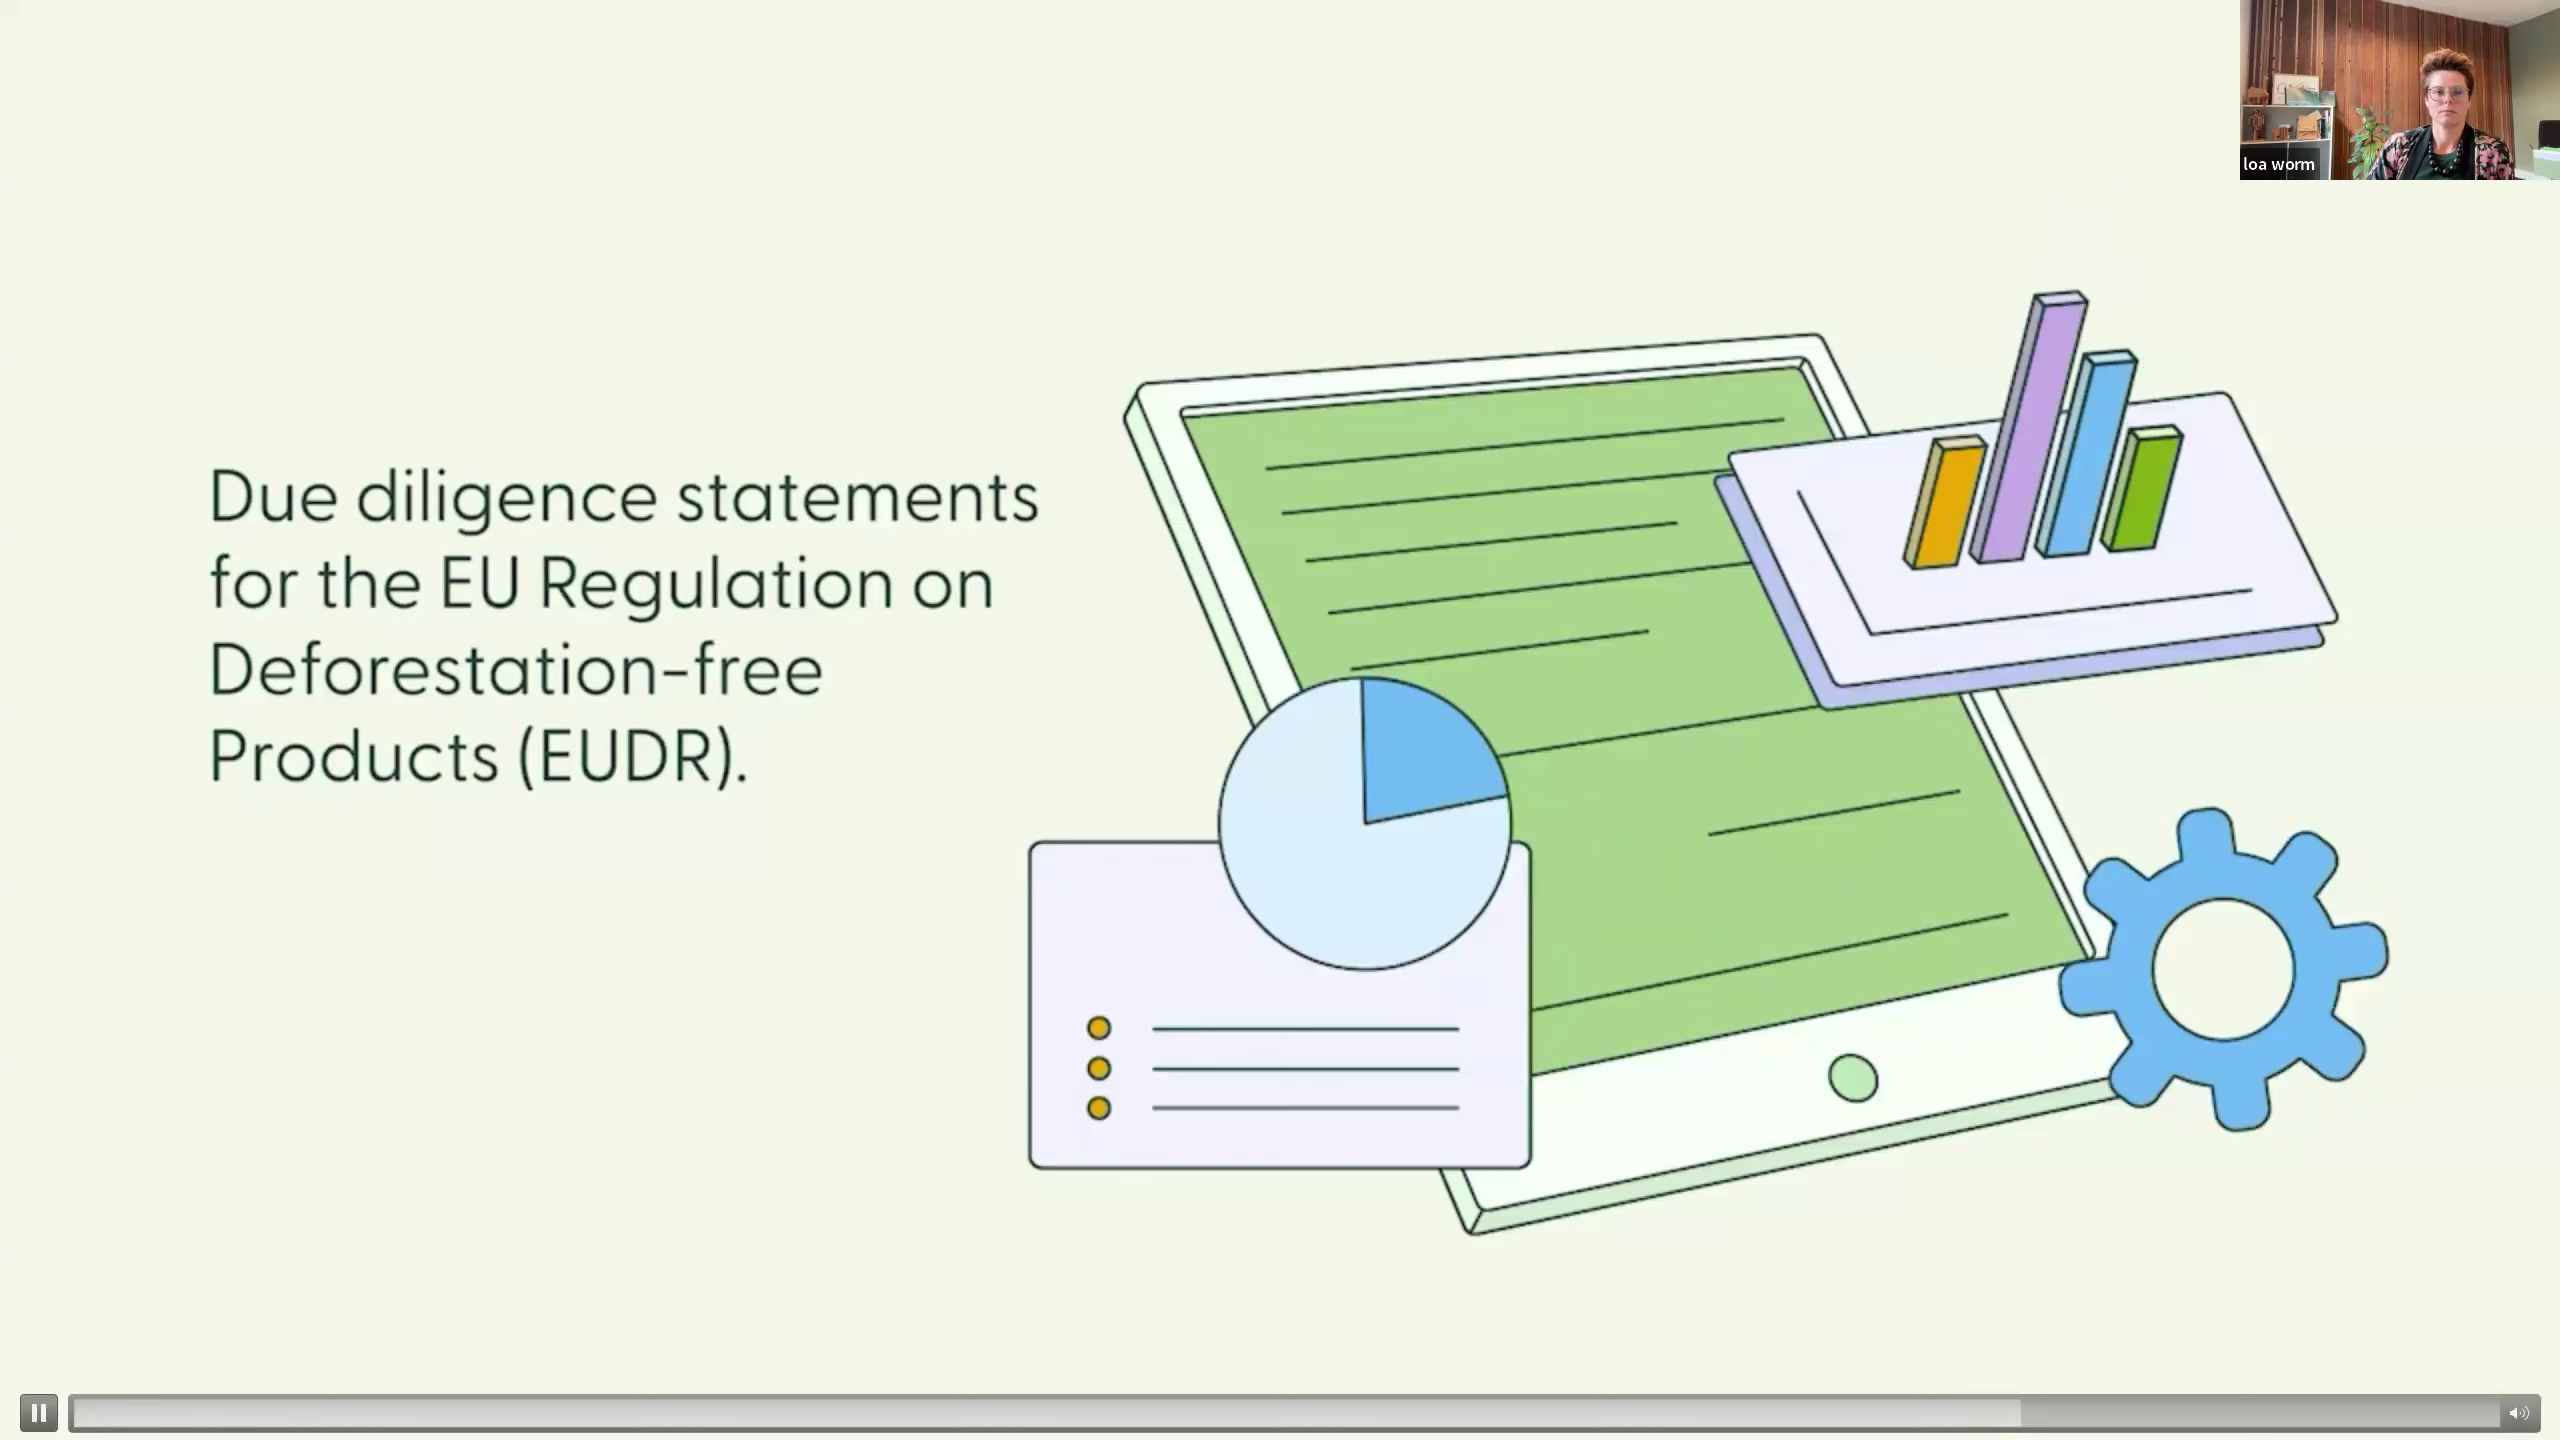 loa worm
Due diligence statements
for the EU Regulation on
Deforestation-free
Products (EUDR).